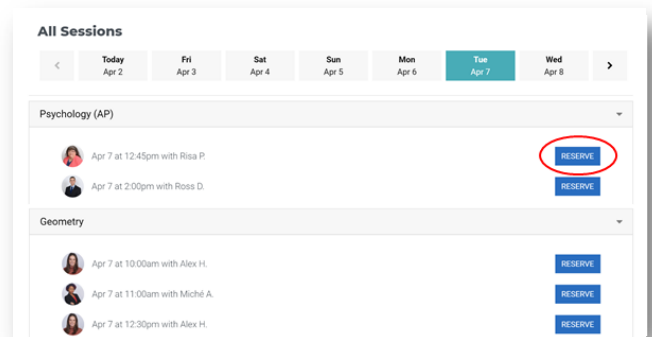 All Sessions
Today Fri Sat Sun Mon Tue Wed
Apr 2 Apr 3 Apr 4 Apr 5 Apr 6 Apr 7 Apr 8
Psychology (AP)
Apr 7 at 12:45pm with Risa P. RESERVE
Apr 7 at 2:00pm with Ross D. RESERVE
Geometry
Apr 7 at 10:00am with Alex H. RESERVE
Apr 7 at 11:00am with Miché A. RESERVE
Apr 7 at 12:30pm with Alex H. RESERVE